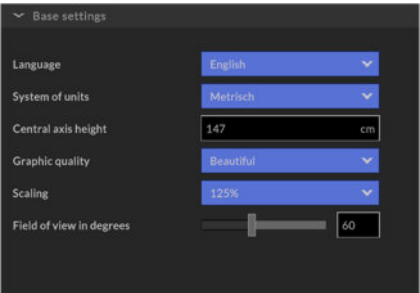 Base settings
Language English
System of units Metrisch
Central axis height 147 cm
Graphic quality Beautiful
Scaling 125%
Field of view in degrees 60